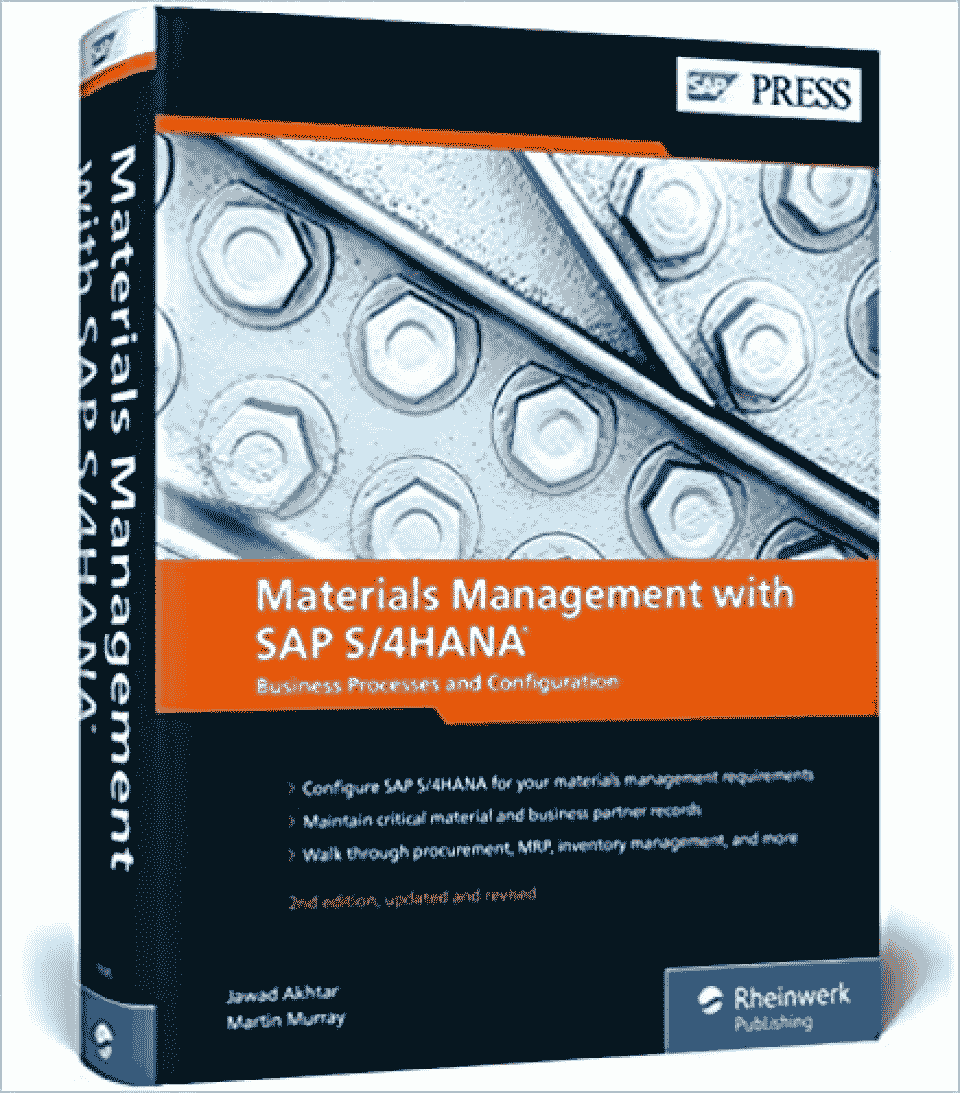 SAP PRESS
Materials Management
with SAP S/4HANA
Materials Management with
SAP S/4HANA
Business Processes and Configuration
Configure SAP S/4HANA for your materials management requirements
Maintain critical material and business partner records
Walk through procurement, MRP, inventory management, and more
2nd edition, updated and revised
Jawad Akhtar
Martin Murray
Rheinwerk
Publishing